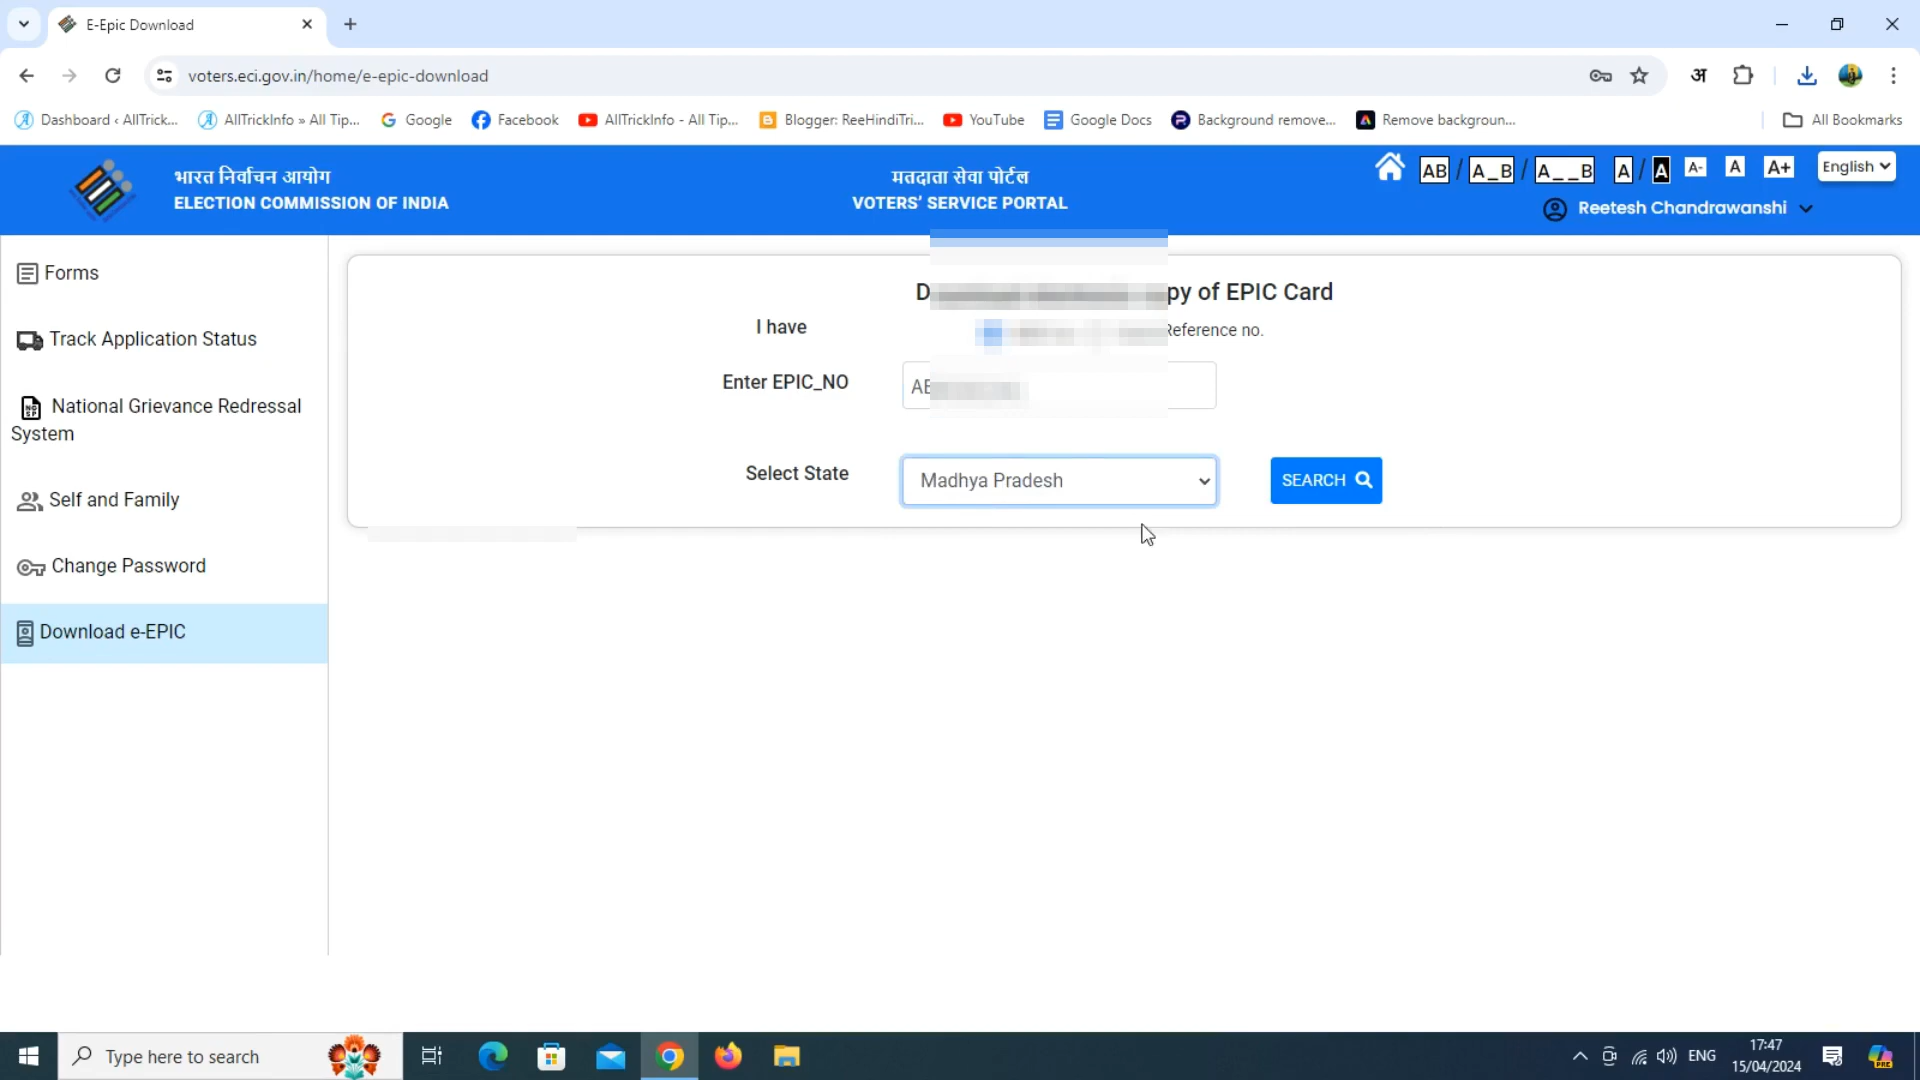 E-Epic Download
voters.eci.gov.in/home/e-epic-download
अ
Dashboard ‹ AllTrick...
AllTrickInfo » All Tip...
Google
Facebook
AllTrickInfo - All Tip...
Blogger: ReeHindiTri...
YouTube
Google Docs
Background remove...
Remove backgroun...
All Bookmarks
भारत निर्वाचन आयोग
ELECTION COMMISSION OF INDIA
मतदाता सेवा पोर्टल
VOTERS’ SERVICE PORTAL
AB / A_B / A__B A / A A- A A+
English
Reetesh Chandrawanshi
Forms
Track Application Status
National Grievance Redressal
System
Self and Family
Change Password
Download e-EPIC
of EPIC Card
I have
Reference no.
Enter EPIC_NO
Select State
Madhya Pradesh
SEARCH
Type here to search
ENG
17:47
15/04/2024